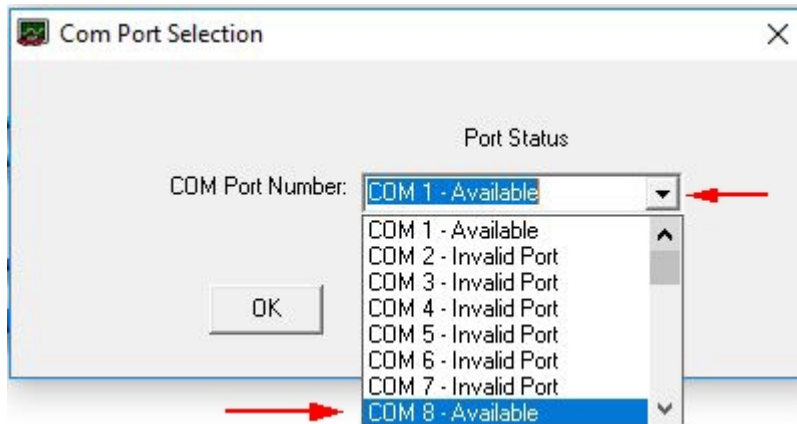 Com Port Selection
Port Status
COM Port Number: COM 1 - Available
COM 1 - Available
COM 2 - Invalid Port
COM 3 - Invalid Port
COM 4 - Invalid Port
OK
COM 5 - Invalid Port
COM 6 - Invalid Port
COM 7 - Invalid Port
COM 8 - Available